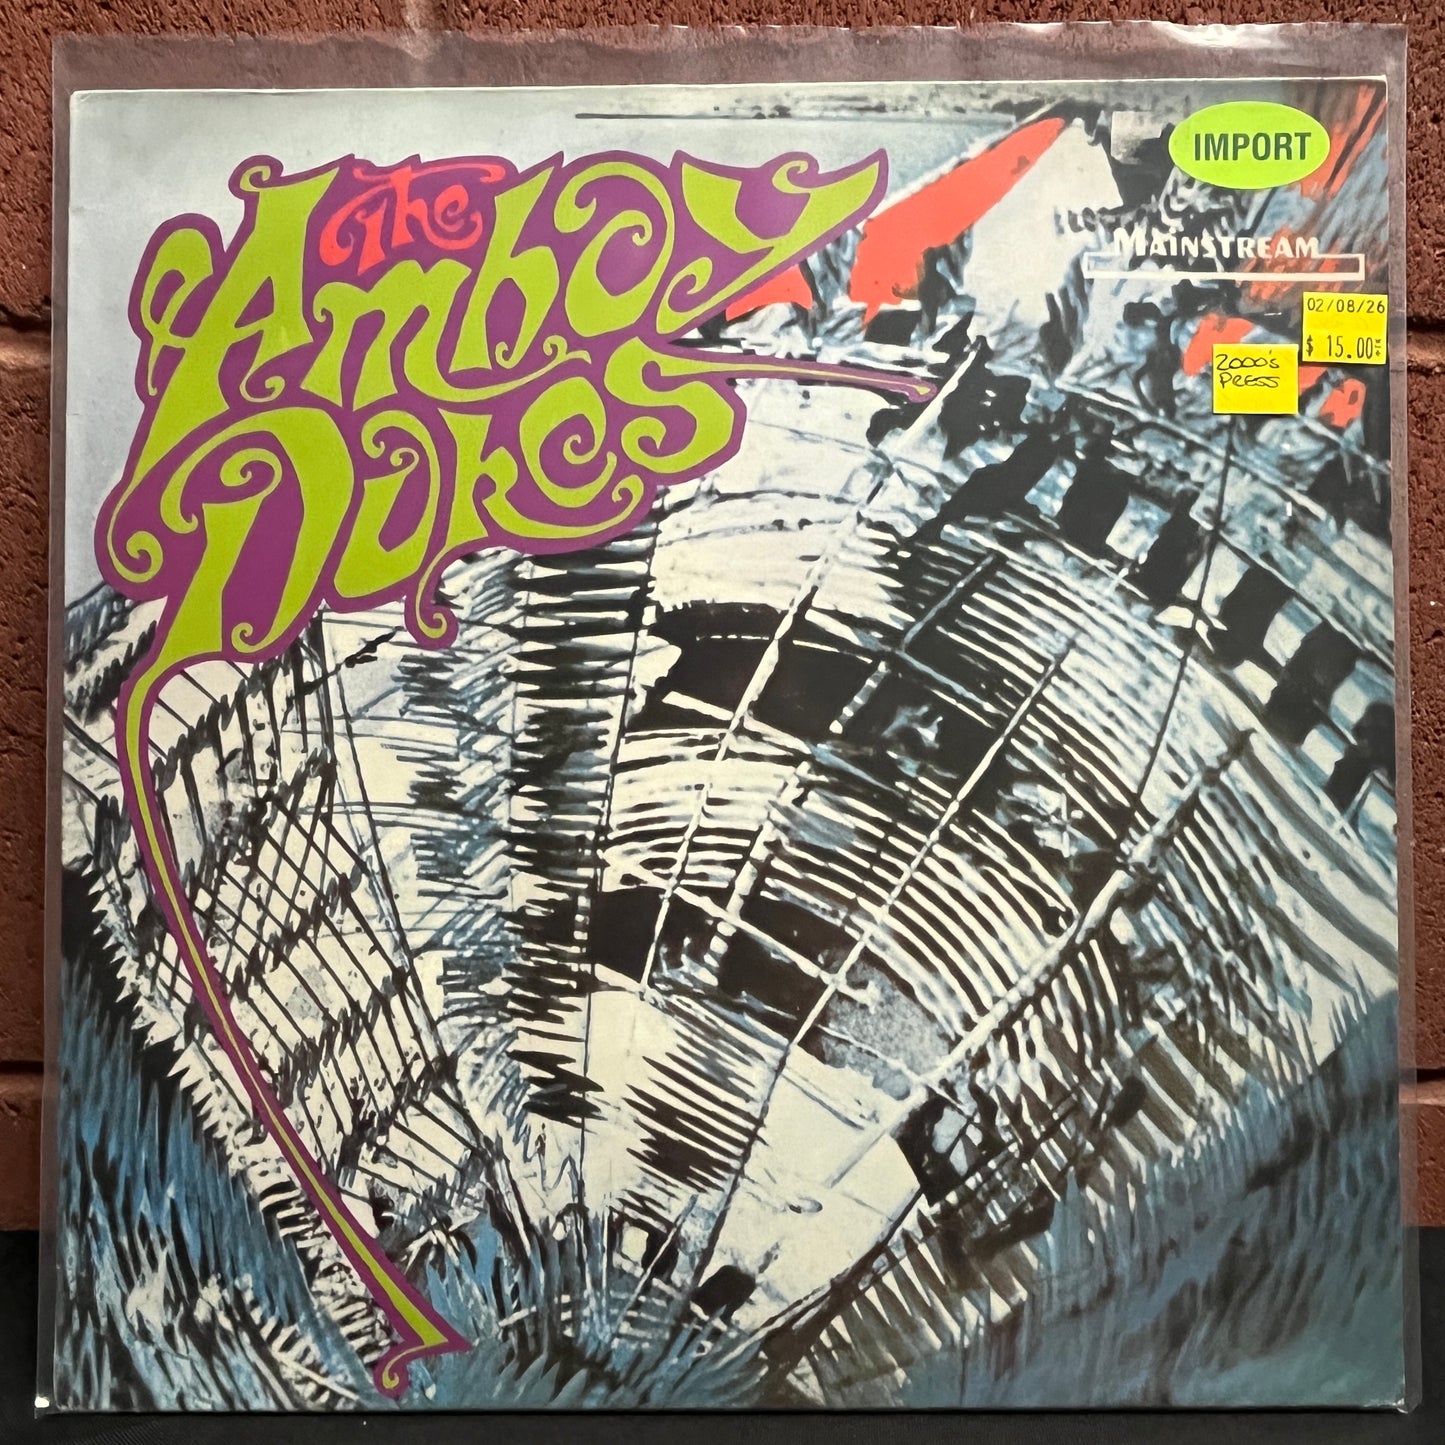 The
Amboy
Dukes
IMPORT
MAINSTREAM
02/08/26
$ 15.00
2000's
PRESS